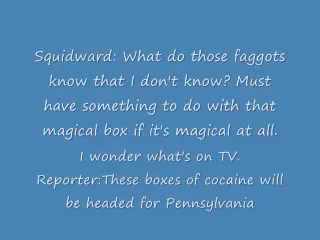 Squidward: What do those faggots
know that I don't know? Must
have something to do with that
magical box if it's magical at all.
I wonder what's on TV.
Reporter:These boxes of cocaine will
be headed for Pennsylvania